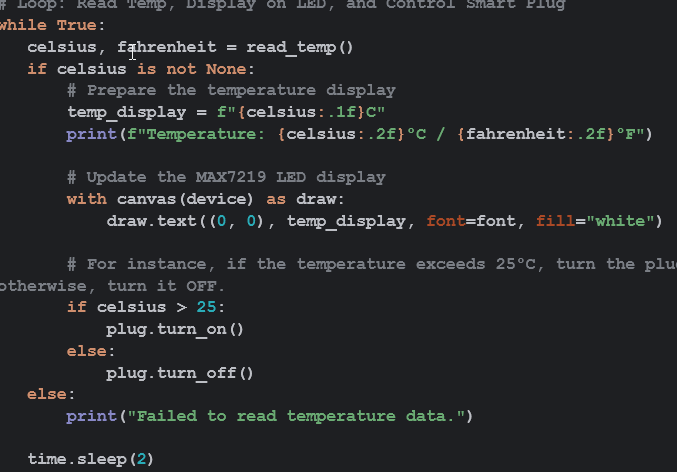 # Loop: Read Temp, Display on LED, and Control Smart Plug
while True:
celsius, fahrenheit = read_temp()
if celsius is not None:
# Prepare the temperature display
temp_display = f"{celsius:.1f}C"
print(f"Temperature: {celsius:.2f}°C / {fahrenheit:.2f}°F")
# Update the MAX7219 LED display
with canvas(device) as draw:
draw.text((0, 0), temp_display, font=font, fill="white")
# For instance, if the temperature exceeds 25°C, turn the
otherwise, turn it OFF.
if celsius > 25:
plug.turn_on()
else:
plug.turn_off()
else:
print("Failed to read temperature data.")
time.sleep(2)